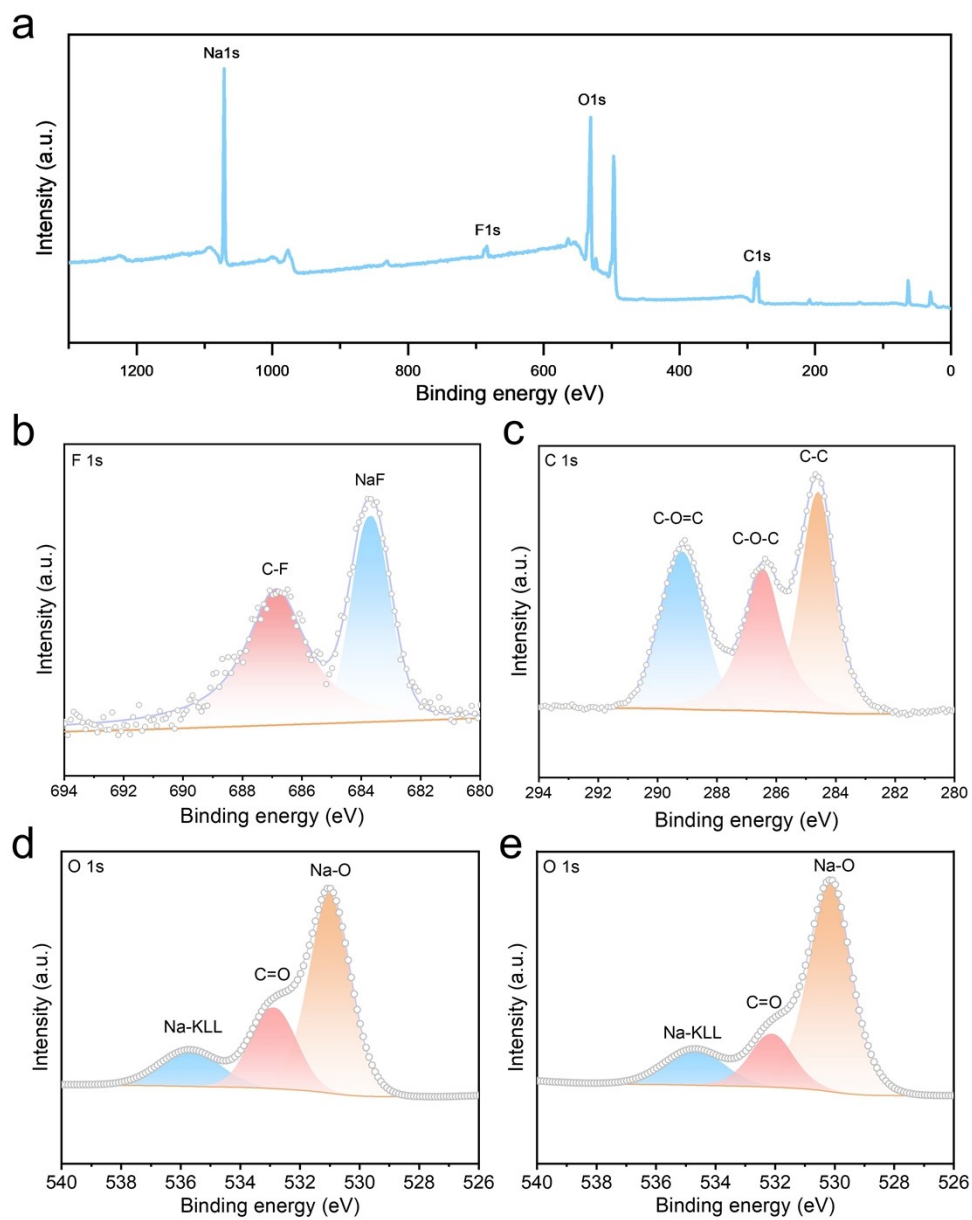 a
Na1s
O1s
F1s
C1s
Intensity (a.u.)
1200 1000 800 600 400 200 0
Binding energy (eV)
b
F 1s
NaF
C-F
Intensity (a.u.)
694 692 690 688 686 684 682 680
Binding energy (eV)
c
C 1s
C-C
C-O=C
C-O-C
Intensity (a.u.)
294 292 290 288 286 284 282 280
Binding energy (eV)
d
O 1s
Na-O
C=O
Na-KLL
Intensity (a.u.)
540 538 536 534 532 530 528 526
Binding energy (eV)
e
O 1s
Na-O
C=O
Na-KLL
Intensity (a.u.)
540 538 536 534 532 530 528 526
Binding energy (eV)